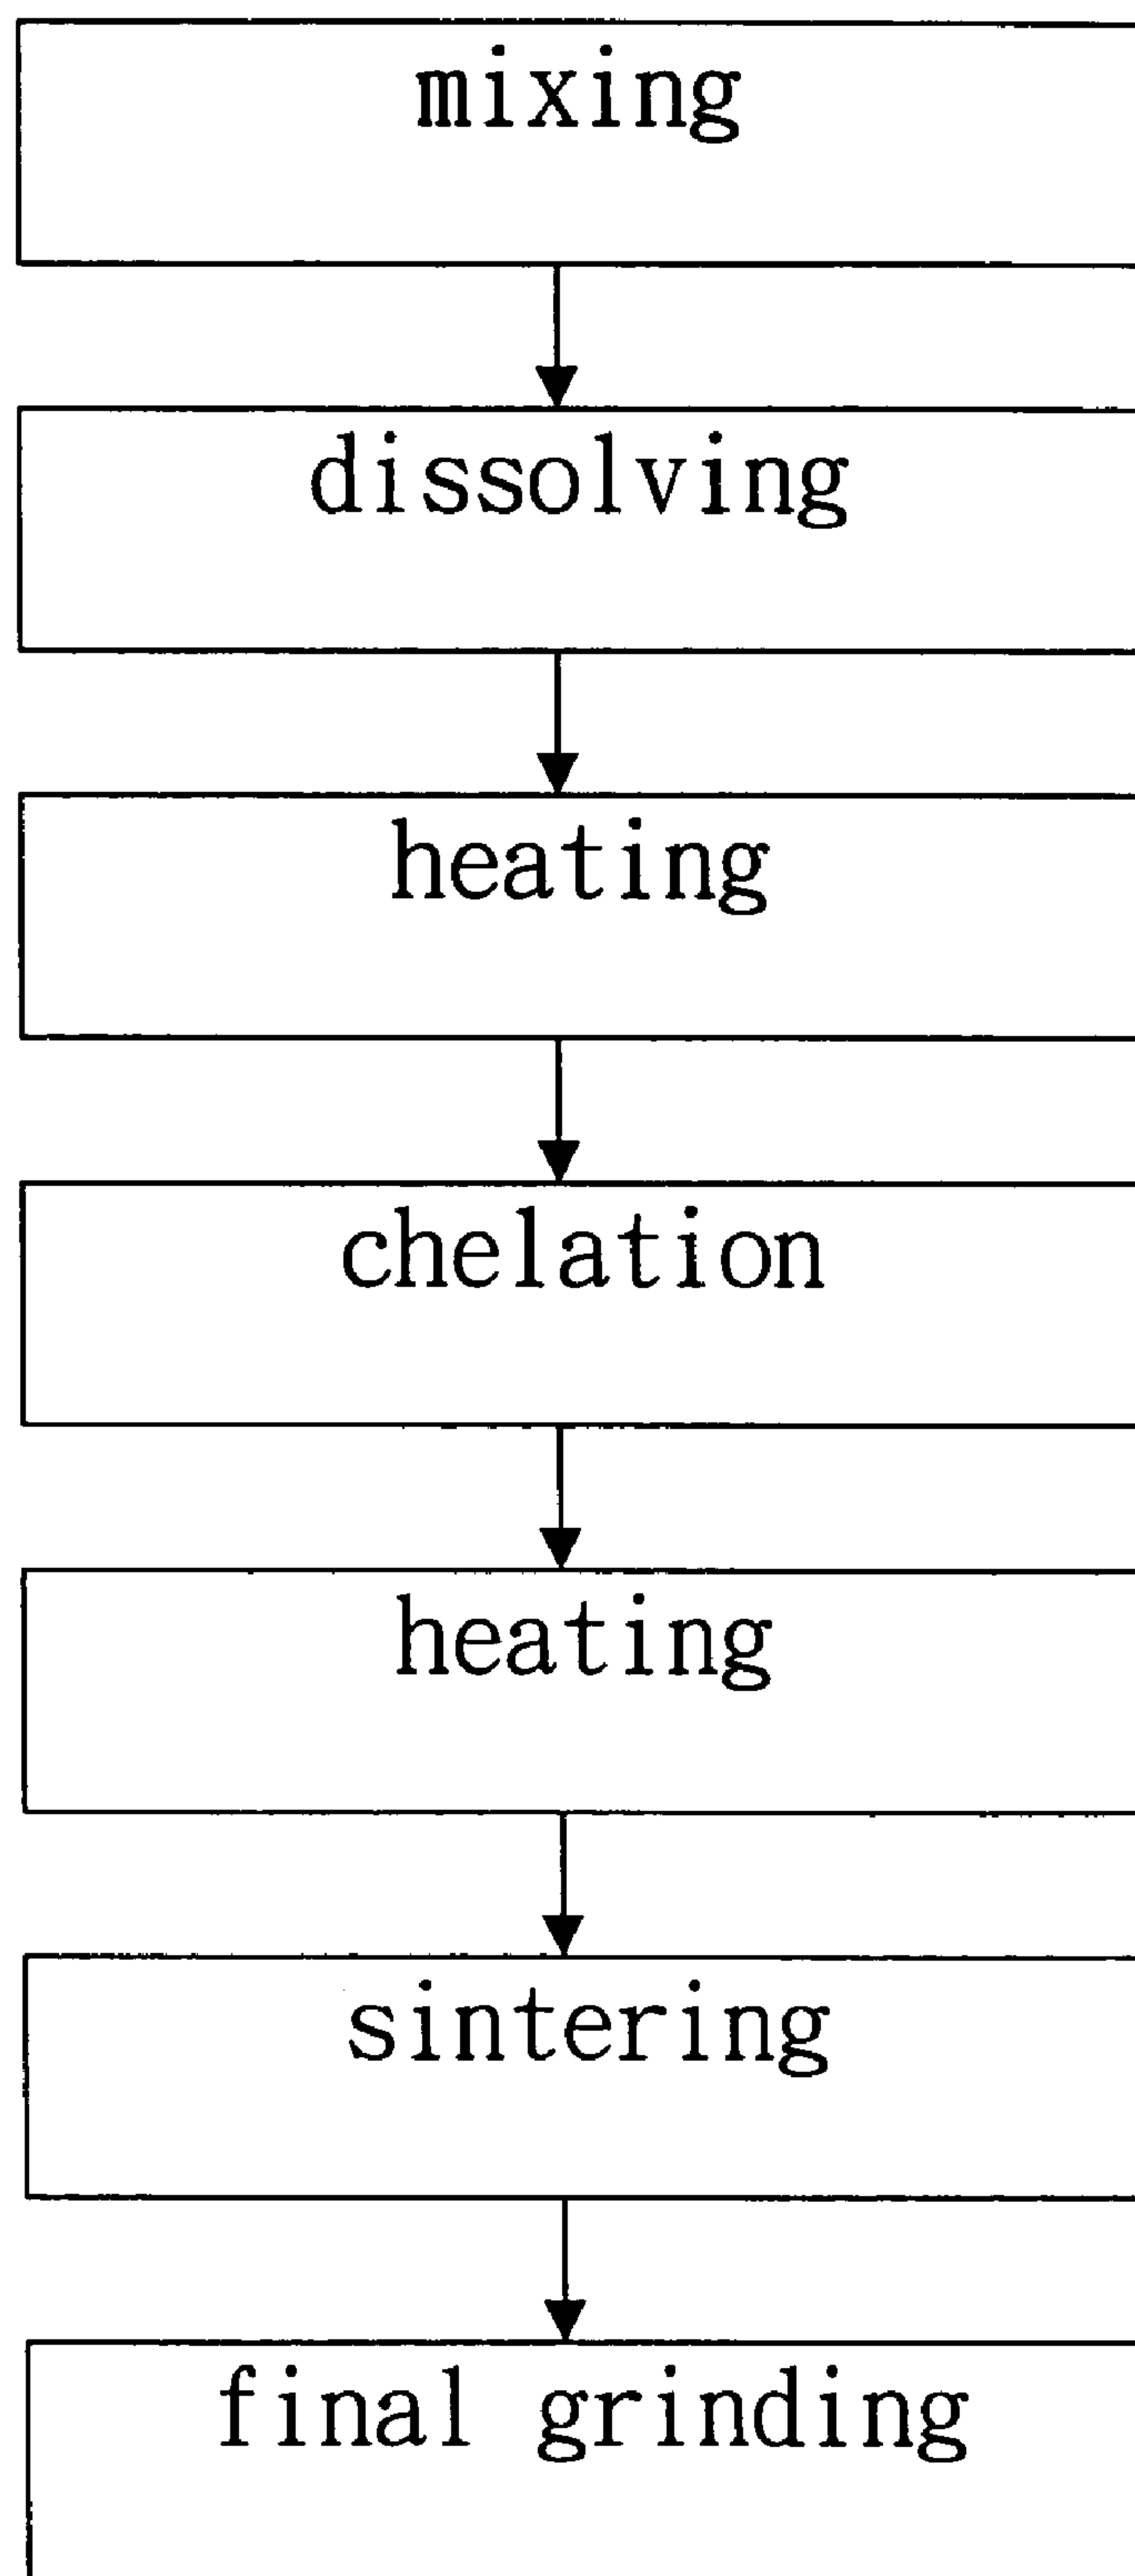 mixing
dissolving
heating
chelation
heating
sintering
final grinding